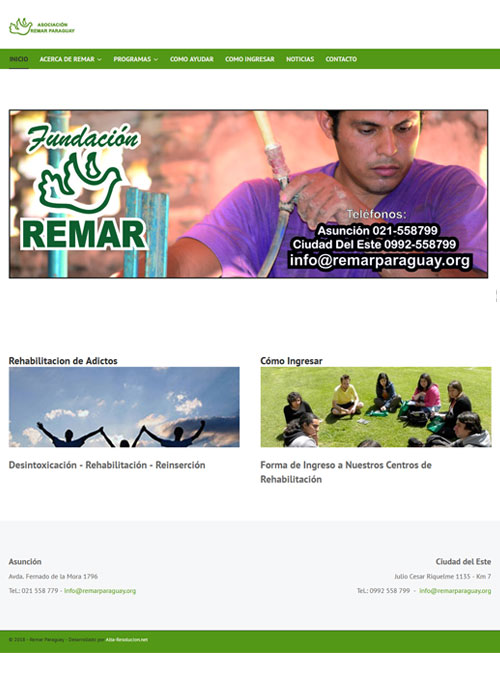 ASOCIACIÓN
REMAR PARAGUAY
INICIO ACERCA DE REMAR PROGRAMAS COMO AYUDAR COMO INGRESAR NOTICIAS CONTACTO
Fundación
REMAR
Teléfonos:
Asunción 021-558799
Ciudad Del Este 0992-558799
info@remarparaguay.org
Rehabilitacion de Adictos
Cómo Ingresar
Desintoxicación - Rehabilitación - Reinserción
Forma de Ingreso a Nuestros Centros de
Rehabilitación
Asunción
Avda. Fernado de la Mora 1796
Tel.: 021 558 779 - info@remarparaguay.org
Ciudad del Este
Julio Cesar Riquelme 1135 - Km 7
Tel.: 0992 558 799 - info@remarparaguay.org
© 2018 - Remar Paraguay - Desarrollado por Alta-Resolucion.net